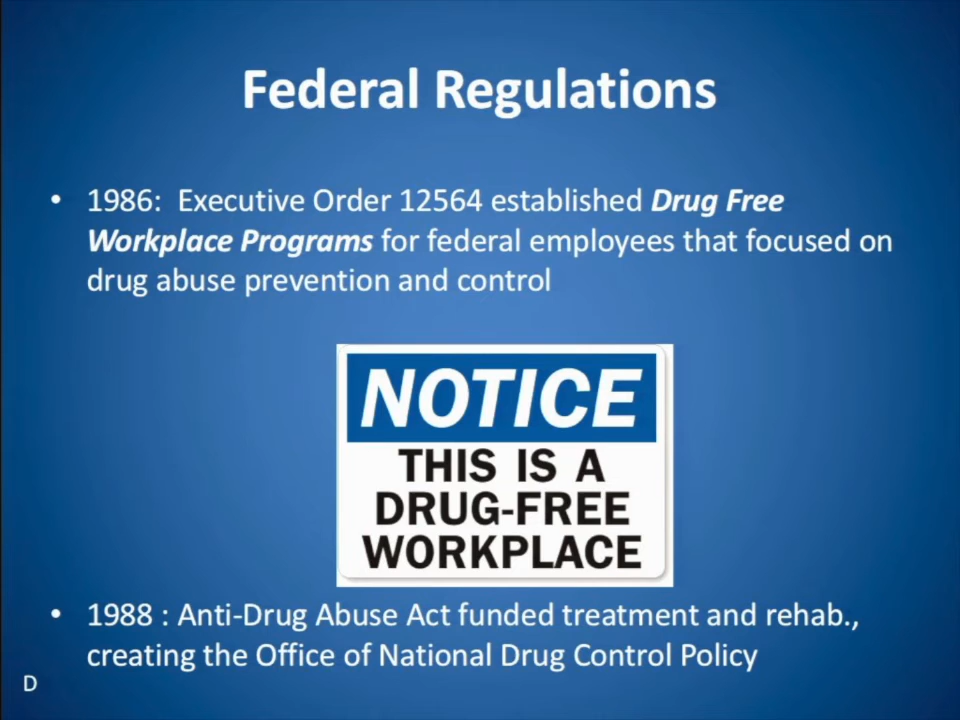 Federal Regulations
• 1986:  Executive Order 12564 established Drug Free
Workplace Programs for federal employees that focused on
drug abuse prevention and control
NOTICE
THIS IS A
DRUG-FREE
WORKPLACE
• 1988 : Anti-Drug Abuse Act funded treatment and rehab.,
creating the Office of National Drug Control Policy
D